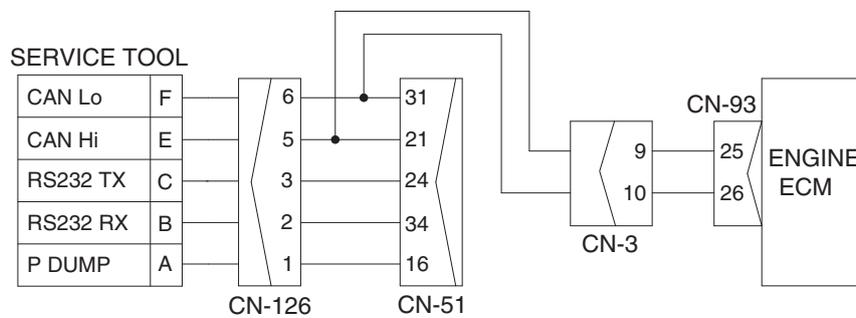 SERVICE TOOL
CAN Lo F 6 31
CN-93
CAN Hi E 5 21
9 25 ENGINE
RS232 TX C 3 24
10 26 ECM
RS232 RX B 2 34
CN-3
P DUMP A 1 16
CN-126 CN-51